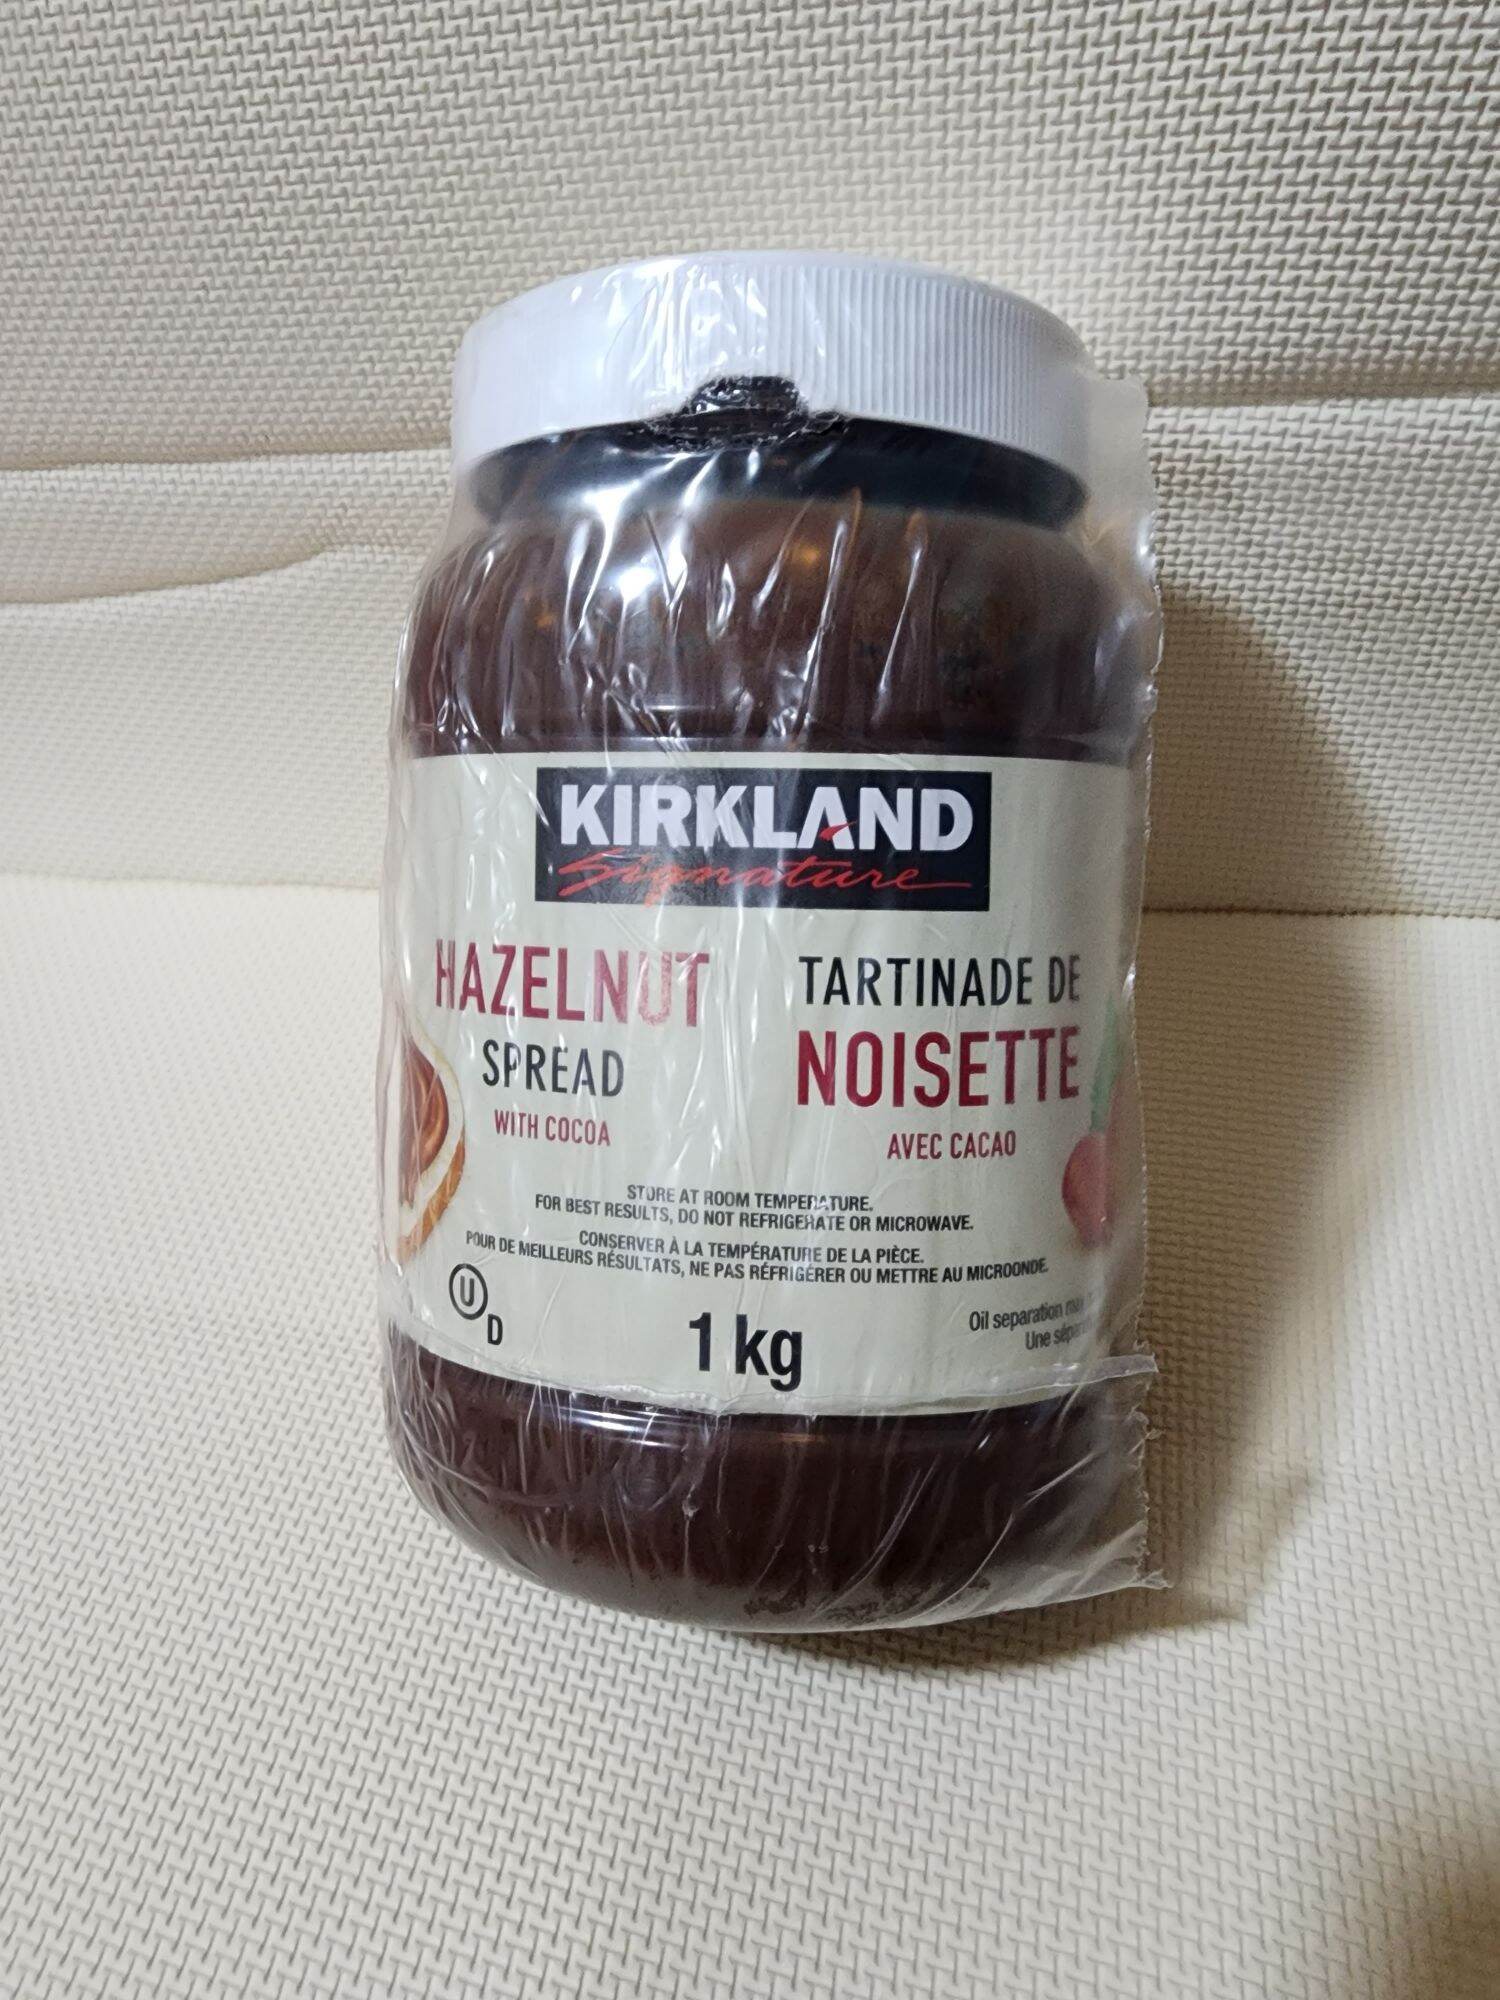 KIRKLAND
Signature
HAZELNUT
SPREAD
WITH COCOA
TARTINADE DE
NOISETTE
AVEC CACAO
STORE AT ROOM TEMPERATURE.
FOR BEST RESULTS, DO NOT REFRIGERATE OR MICROWAVE.
CONSERVER À LA TEMPÉRATURE DE LA PIÈCE.
POUR DE MEILLEURS RÉSULTATS, NE PAS RÉFRIGÉRER OU METTRE AU MICROONDE.
U
D
1 kg
Oil separation
Une